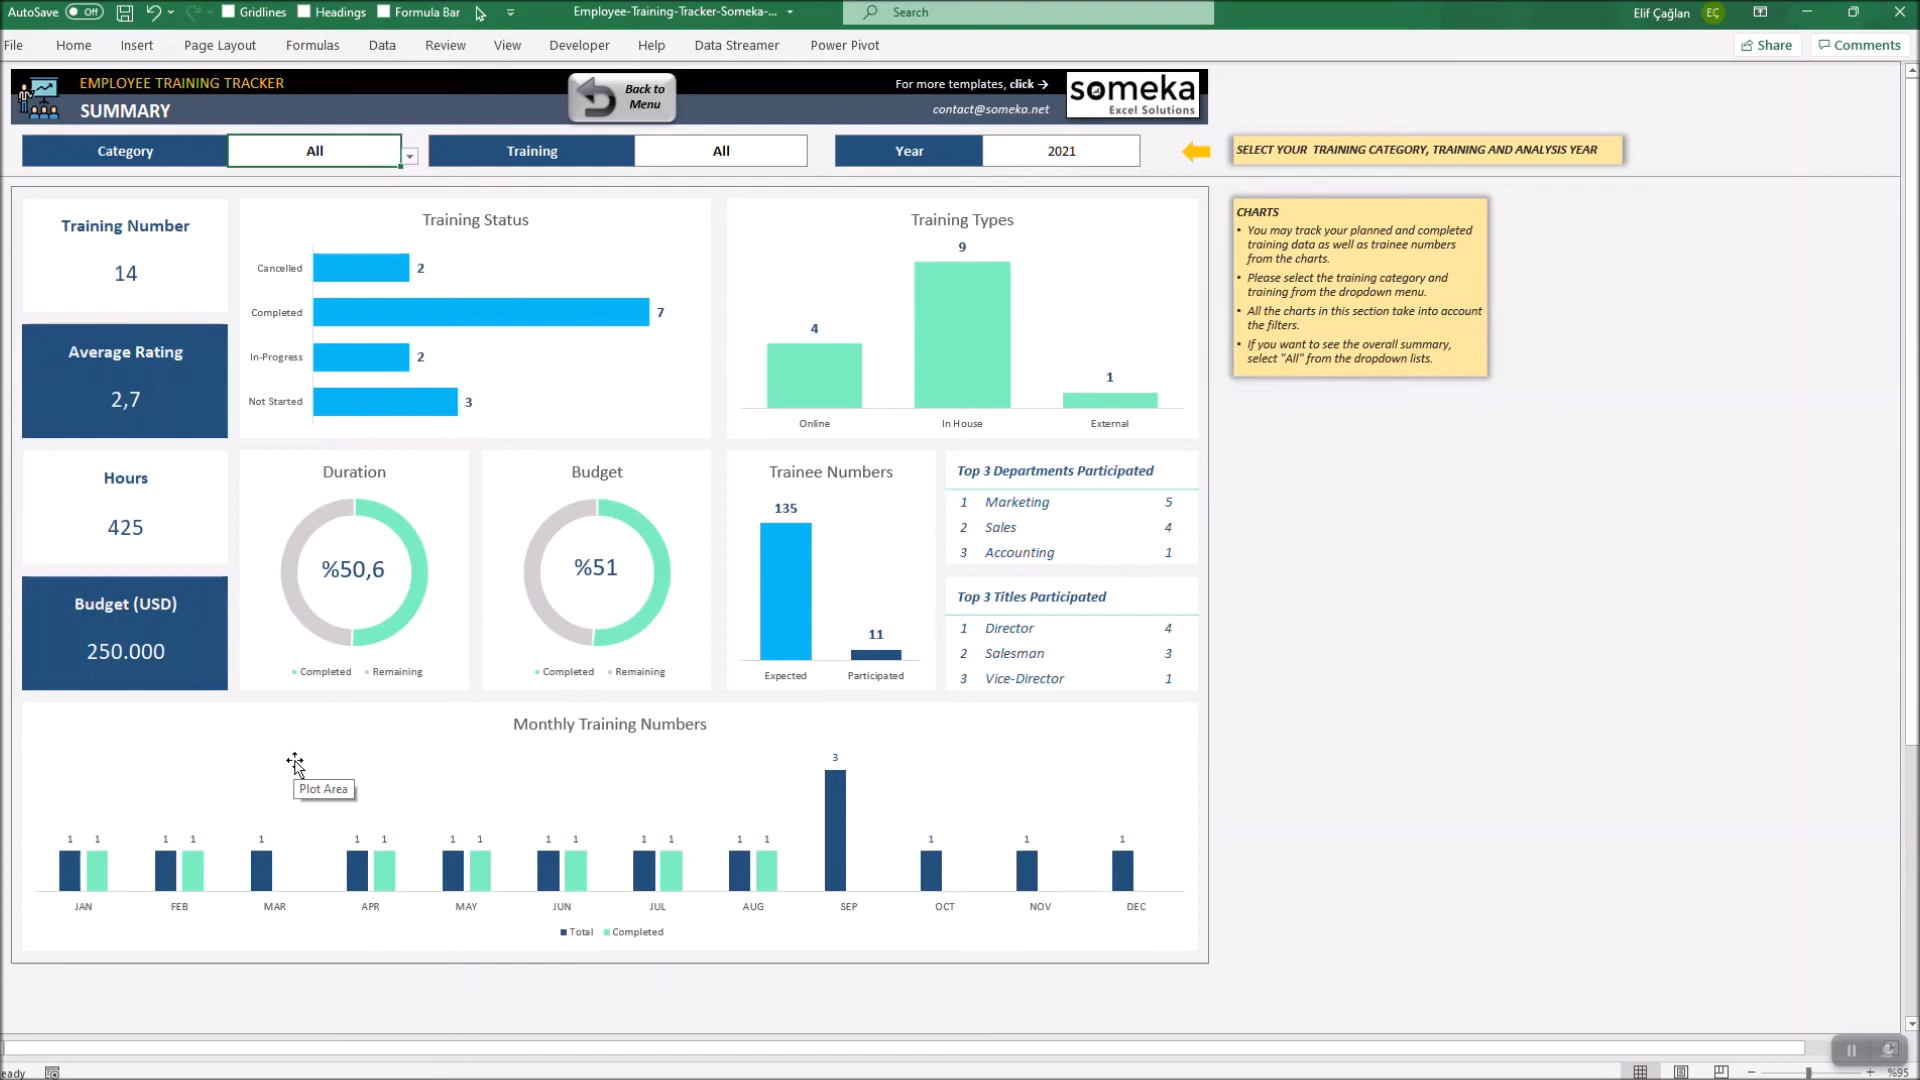 AutoSave Off Gridlines Headings Formula Bar Employee-Training-Tracker-Someka-... Search Elif Çağlan EÇ
File Home Insert Page Layout Formulas Data Review View Developer Help Data Streamer Power Pivot Share Comments
EMPLOYEE TRAINING TRACKER
SUMMARY
Back to
Menu
For more templates, click →
contact@someka.net
someka
Excel Solutions
Category All Training All Year 2021
SELECT YOUR TRAINING CATEGORY, TRAINING AND ANALYSIS YEAR
Training Number
14
Average Rating
2,7
Hours
425
Budget (USD)
250.000
Training Status
Cancelled 2
Completed 7
In-Progress 2
Not Started 3
Training Types
4 9 1
Online In House External
CHARTS
• You may track your planned and completed
training data as well as trainee numbers
from the charts.
• Please select the training category and
training from the dropdown menu.
• All the charts in this section take into account
the filters.
• If you want to see the overall summary,
select "All" from the dropdown lists.
Duration
%50,6
Completed Remaining
Budget
%51
Completed Remaining
Trainee Numbers
135 11
Expected Participated
Top 3 Departments Participated
1 Marketing 5
2 Sales 4
3 Accounting 1
Top 3 Titles Participated
1 Director 4
2 Salesman 3
3 Vice-Director 1
Monthly Training Numbers
Plot Area
3
1 1 1 1 1 1 1 1 1 1 1 1 1 1 1 1 1 1
JAN FEB MAR APR MAY JUN JUL AUG SEP OCT NOV DEC
Total Completed
eady %95